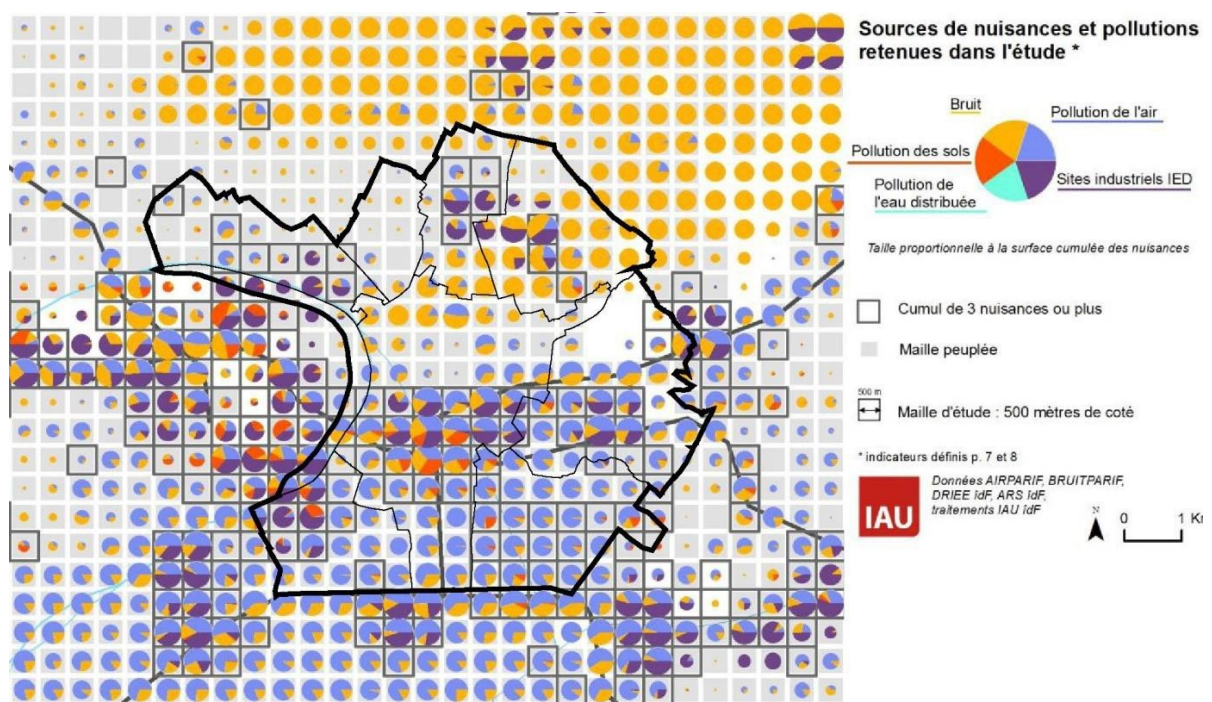 Sources de nuisances et pollutions
retenues dans l'étude *
Bruit
Pollution de l'air
Pollution des sols
Sites industriels IED
Pollution de
l'eau distribuée
Taille proportionnelle à la surface cumulée des nuisances
Cumul de 3 nuisances ou plus
Maille peuplée
500 m
Maille d'étude : 500 mètres de coté
* indicateurs définis p. 7 et 8
IAU
Données AIRPARIF, BRUITPARIF,
DRIEE îdF, ARS îdF,
traitements IAU îdF
N
0 1 K